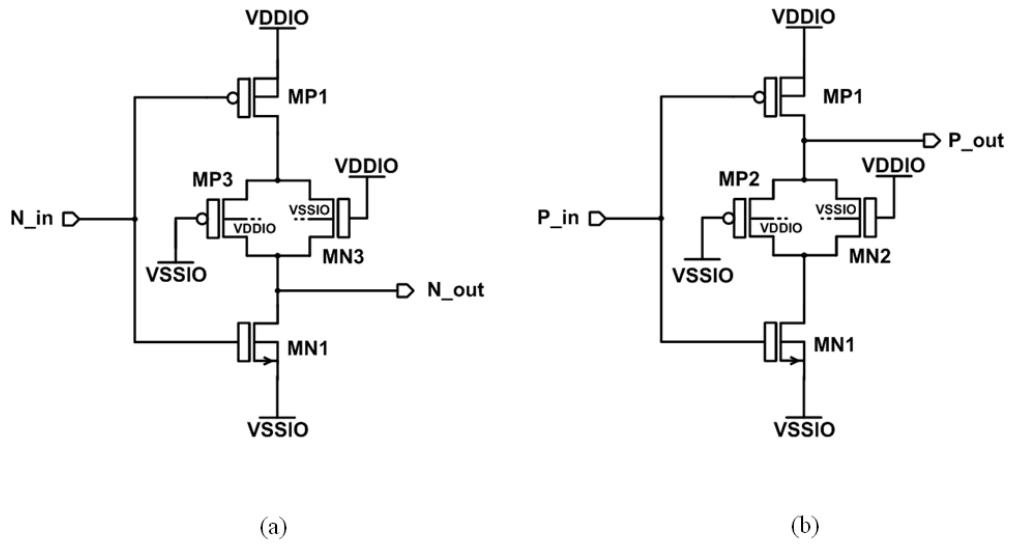 VDDIO
MP1
MP3
VDDIO
VSSIO
VDDIO
N_in
VSSIO
MN3
N_out
MN1
VSSIO
(a)
VDDIO
MP1
P_out
VDDIO
MP2
VSSIO
VDDIO
P_in
VSSIO
MN2
MN1
VSSIO
(b)